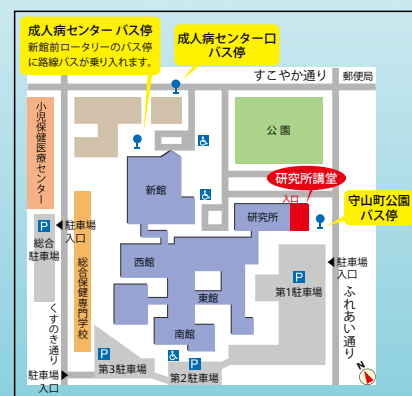 成人病センター バス停
新館前ロータリーのバス停
に路線バスが乗り入れます。
成人病センター口
バス停
すこやか通り
郵便局
小児保健医療センター
公園
研究所講堂
新館
入口
研究所
守山町公園
バス停
P
総合
駐車場
駐車場
入口
総合保健専門学校
西館
東館
P
第1駐車場
駐車場
入口
ふれあい通り
くすのき通り
南館
P
第3駐車場
P
第2駐車場
駐車場
入口
N